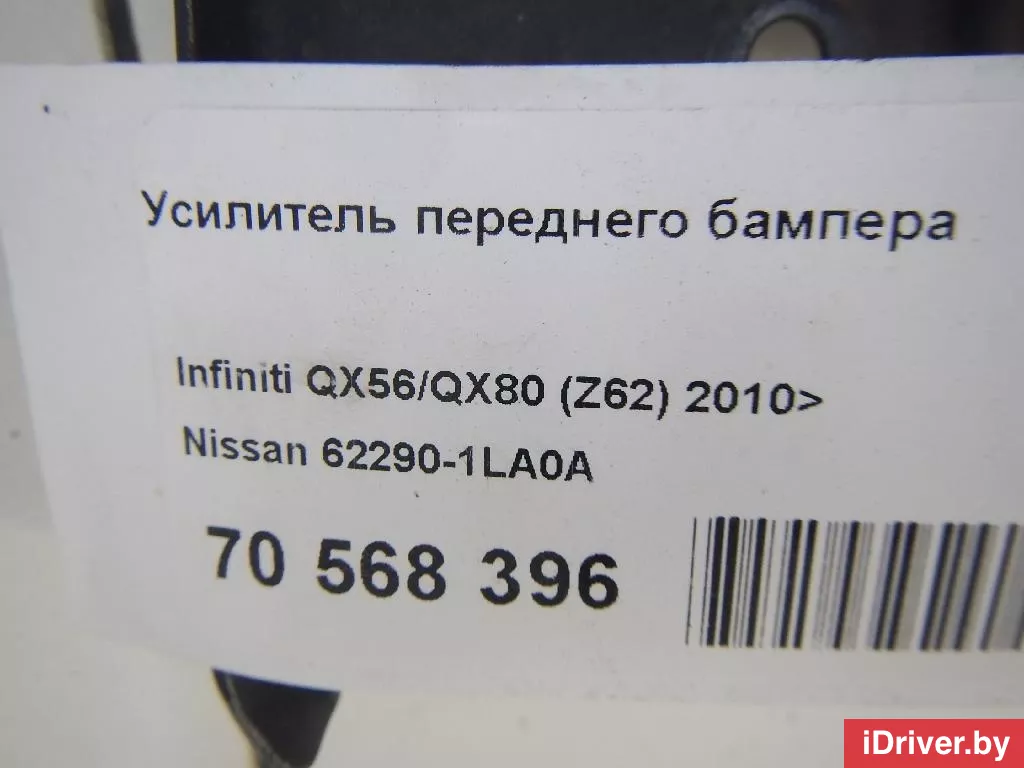 Усилитель переднего бампера
Infiniti QX56/QX80 (Z62) 2010>
Nissan 62290-1LA0A
70 568 396
iDriver.by